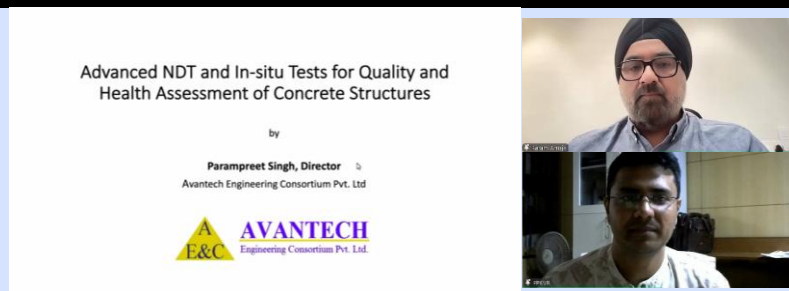 Advanced NDT and In-situ Tests for Quality and
Health Assessment of Concrete Structures
by
Parampreet Singh, Director
Avantech Engineering Consortium Pvt. Ltd
A
E&C
AVANTECH
Engineering Consortium Pvt. Ltd.